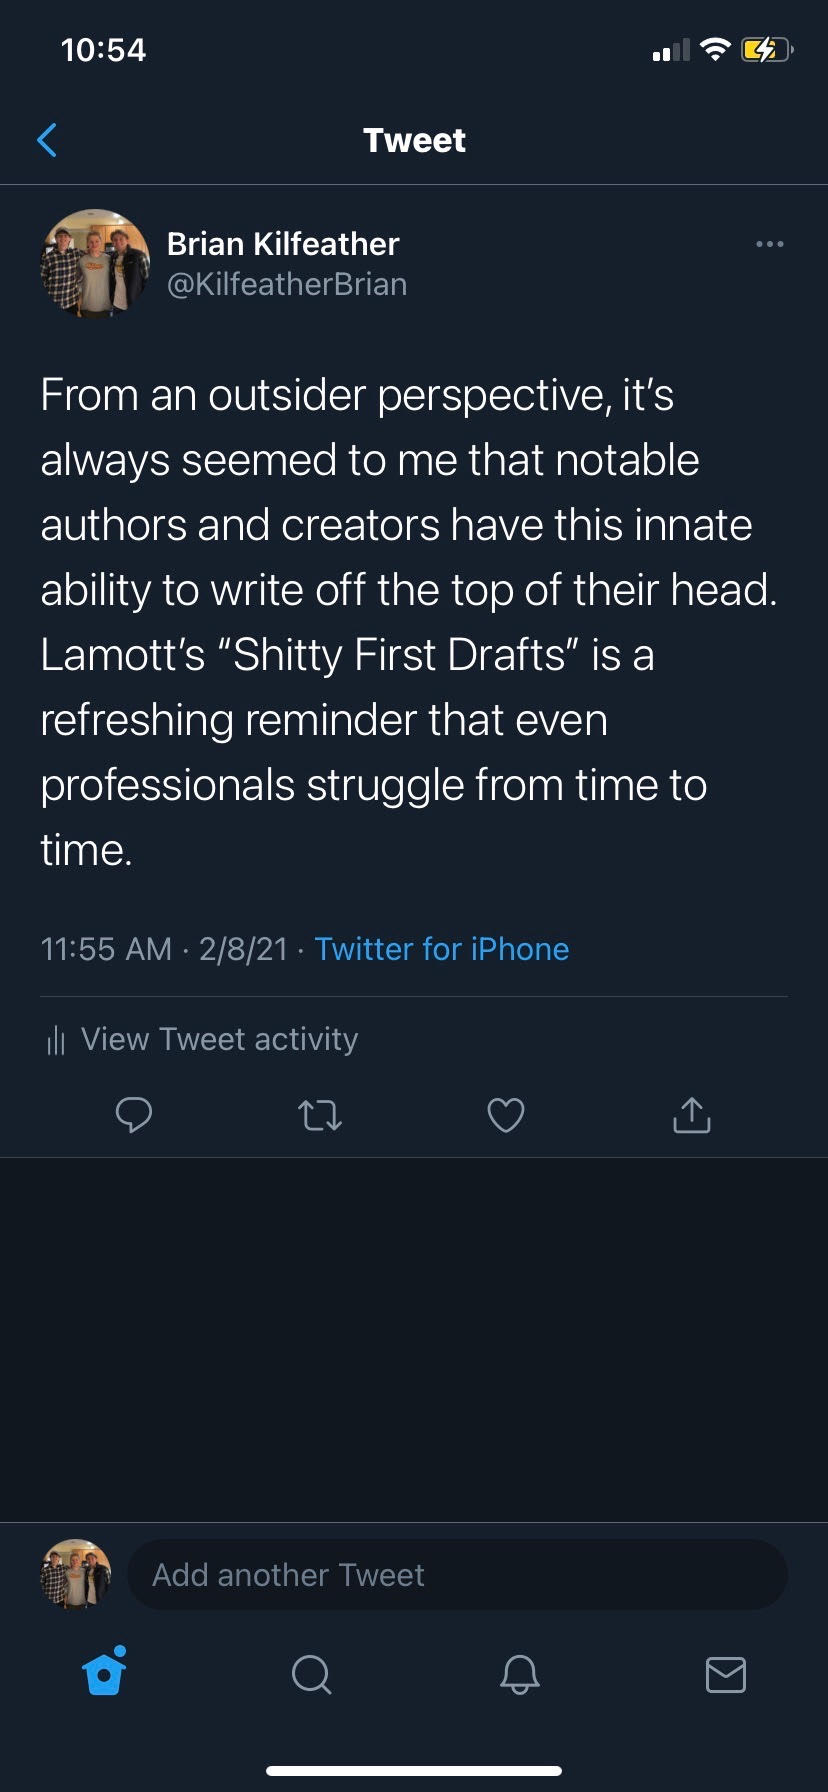 10:54
Tweet
Brian Kilfeather
@KilfeatherBrian
From an outsider perspective, it’s
always seemed to me that notable
authors and creators have this innate
ability to write off the top of their head.
Lamott’s “Shitty First Drafts” is a
refreshing reminder that even
professionals struggle from time to
time.
11:55 AM · 2/8/21 · Twitter for iPhone
View Tweet activity
Add another Tweet